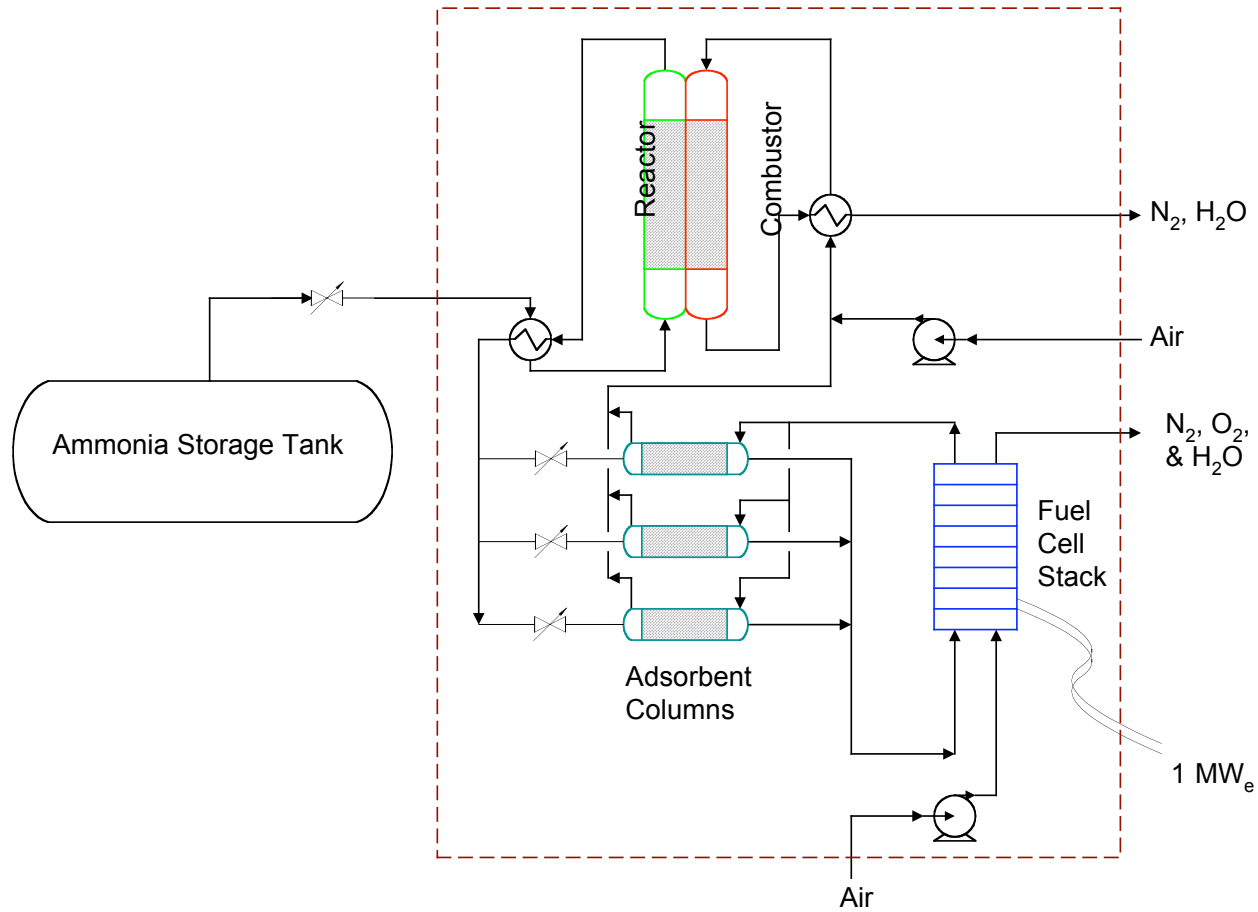 Reactor
Combustor
N₂, H₂O
Air
Ammonia Storage Tank
N₂, O₂,
& H₂O
Fuel
Cell
Stack
Adsorbent
Columns
1 MWₑ
Air